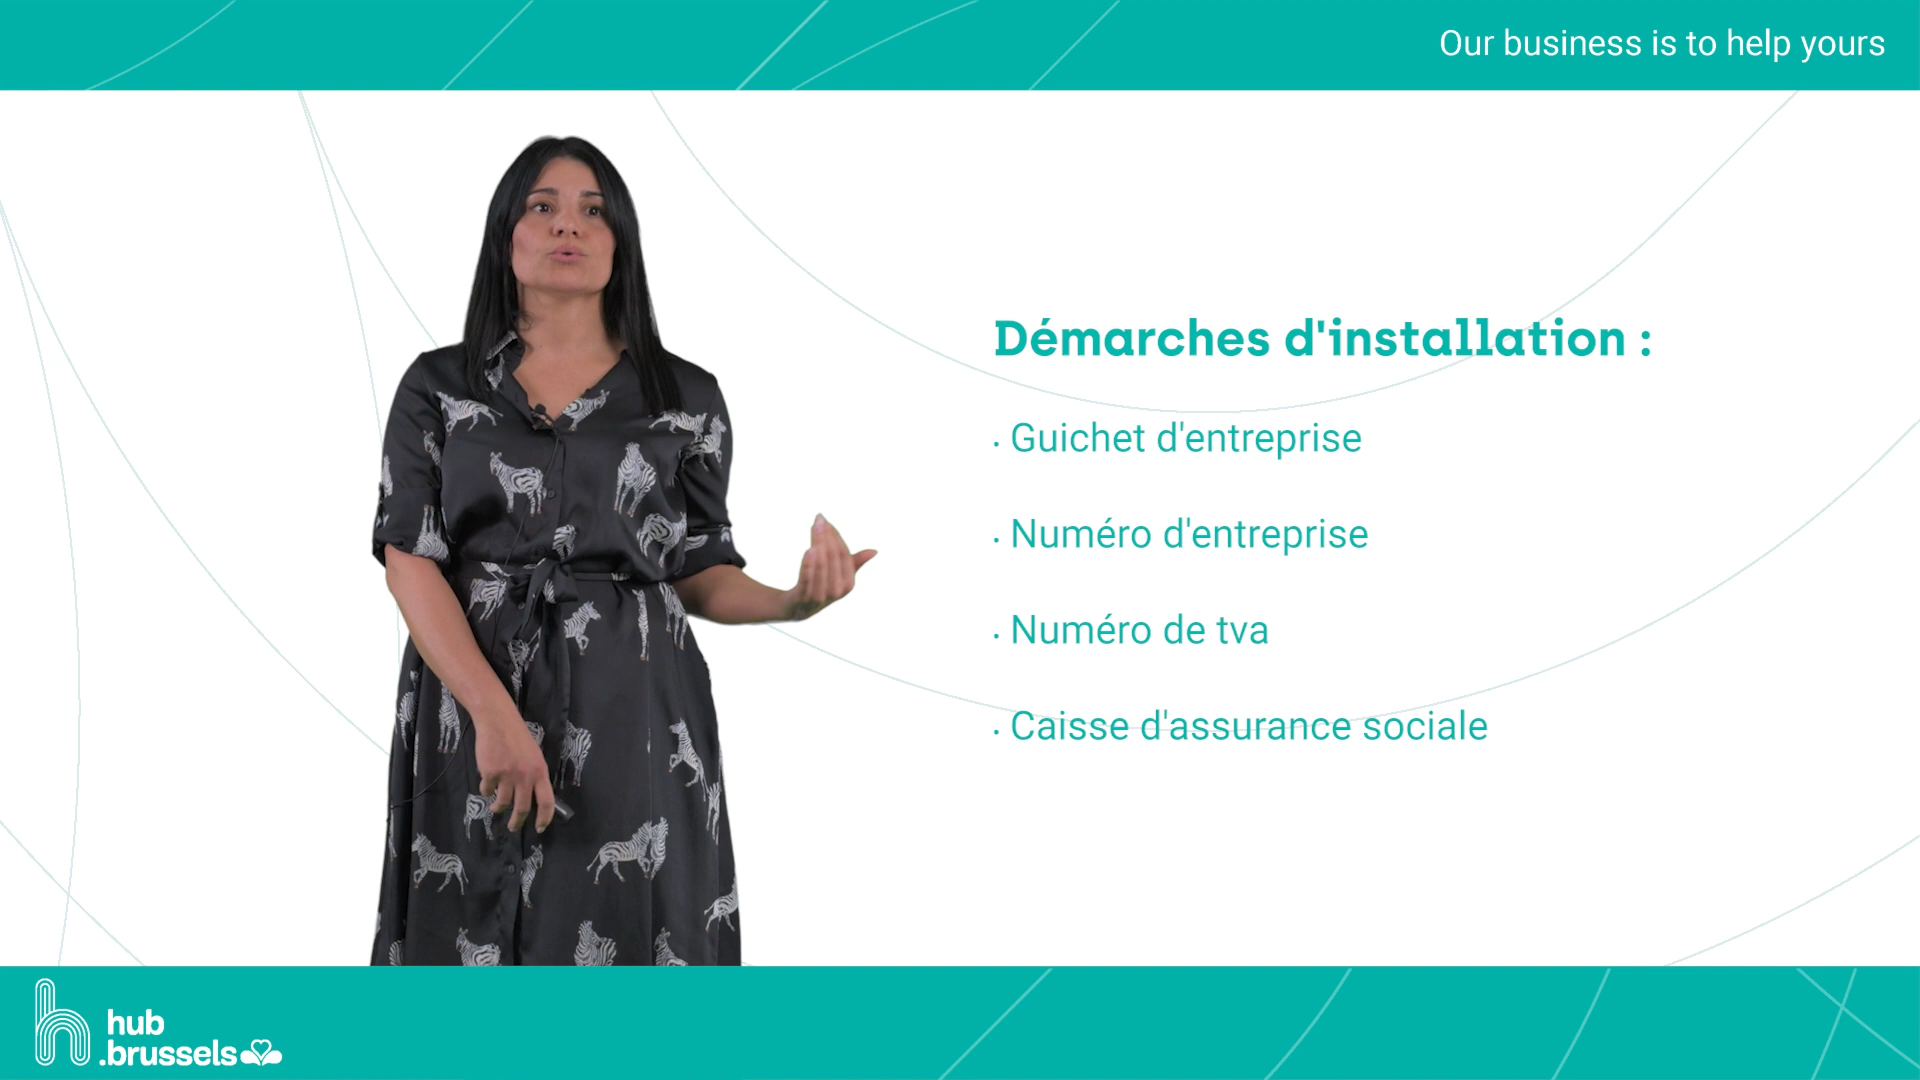 Our business is to help yours
Démarches d'installation :
. Guichet d'entreprise
. Numéro d'entreprise
. Numéro de tva
. Caisse d'assurance sociale
hub
.brussels